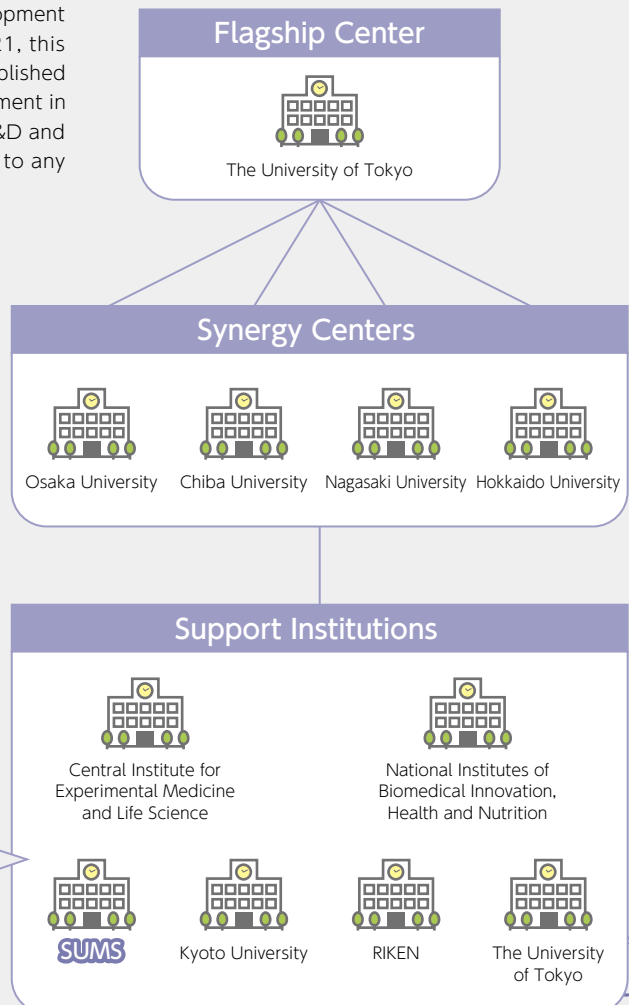 opment
21, this
olished
ment in
&D and
to any
Flagship Center
The University of Tokyo
Synergy Centers
Osaka University
Chiba University
Nagasaki University
Hokkaido University
Support Institutions
Central Institute for
Experimental Medicine
and Life Science
National Institutes of
Biomedical Innovation,
Health and Nutrition
SUMS
Kyoto University
RIKEN
The University
of Tokyo